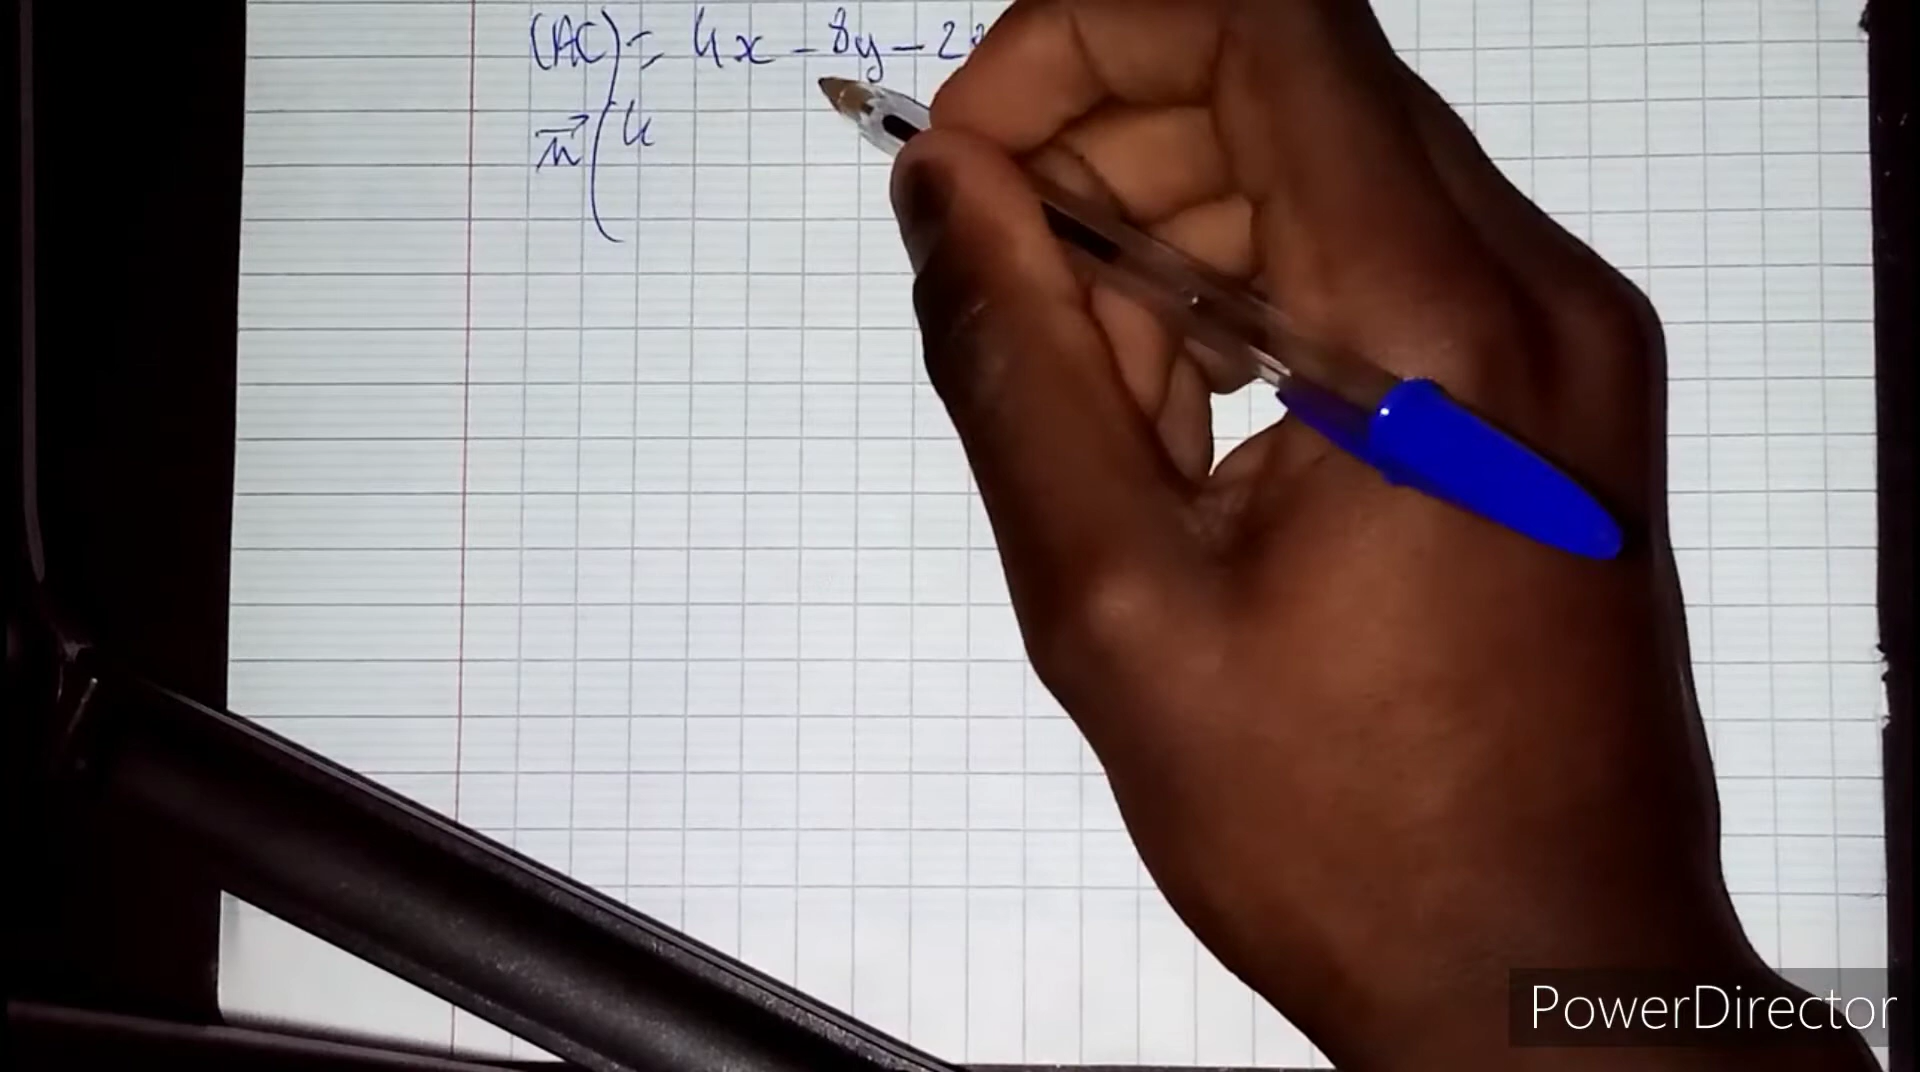 (AC) = 4x - 8y - 2
n⃗ ( 4
PowerDirector